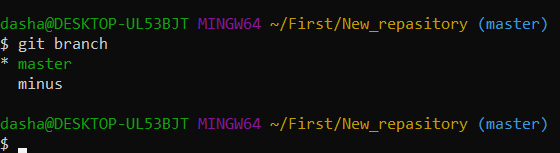 dasha@DESKTOP-UL53BJT MINGW64 ~/First/New_repasitory (master)
$ git branch
* master
  minus
dasha@DESKTOP-UL53BJT MINGW64 ~/First/New_repasitory (master)
$